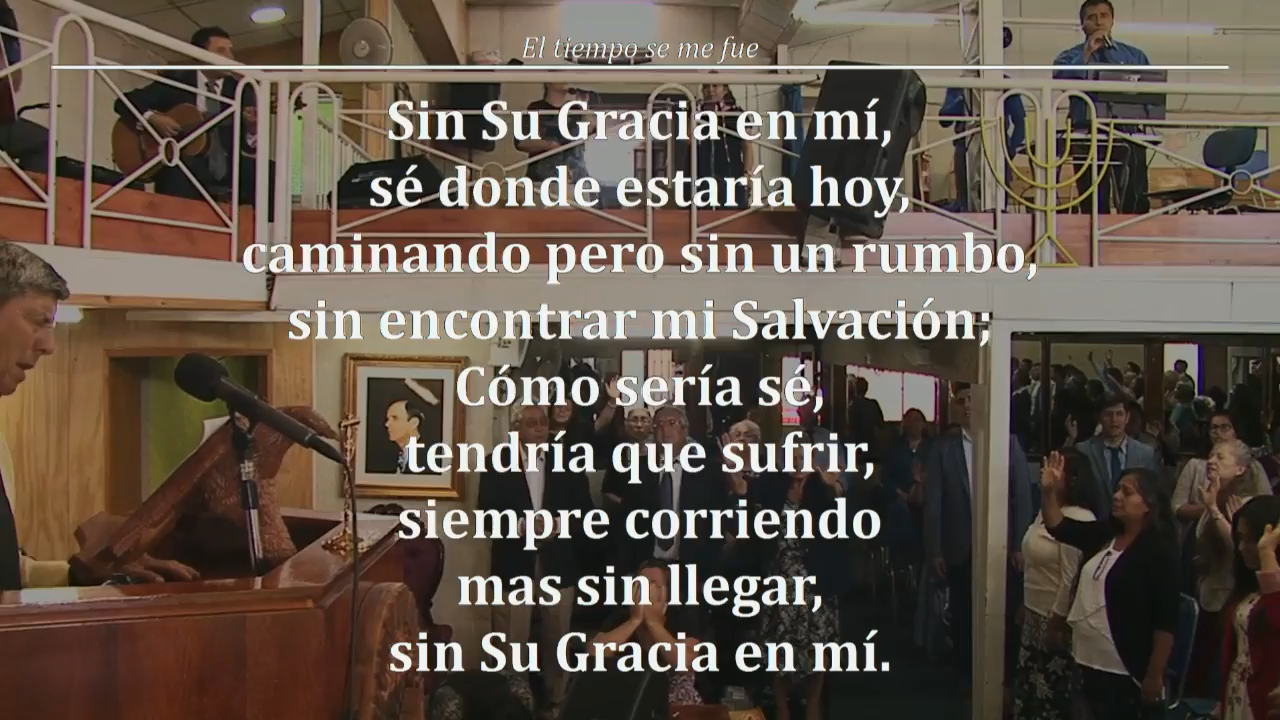 El tiempo se me fue
Sin Su Gracia en mí,
sé donde estaría hoy,
caminando pero sin un rumbo,
sin encontrar mi Salvación;
Cómo sería sé,
tendría que sufrir,
siempre corriendo
mas sin llegar,
sin Su Gracia en mí.